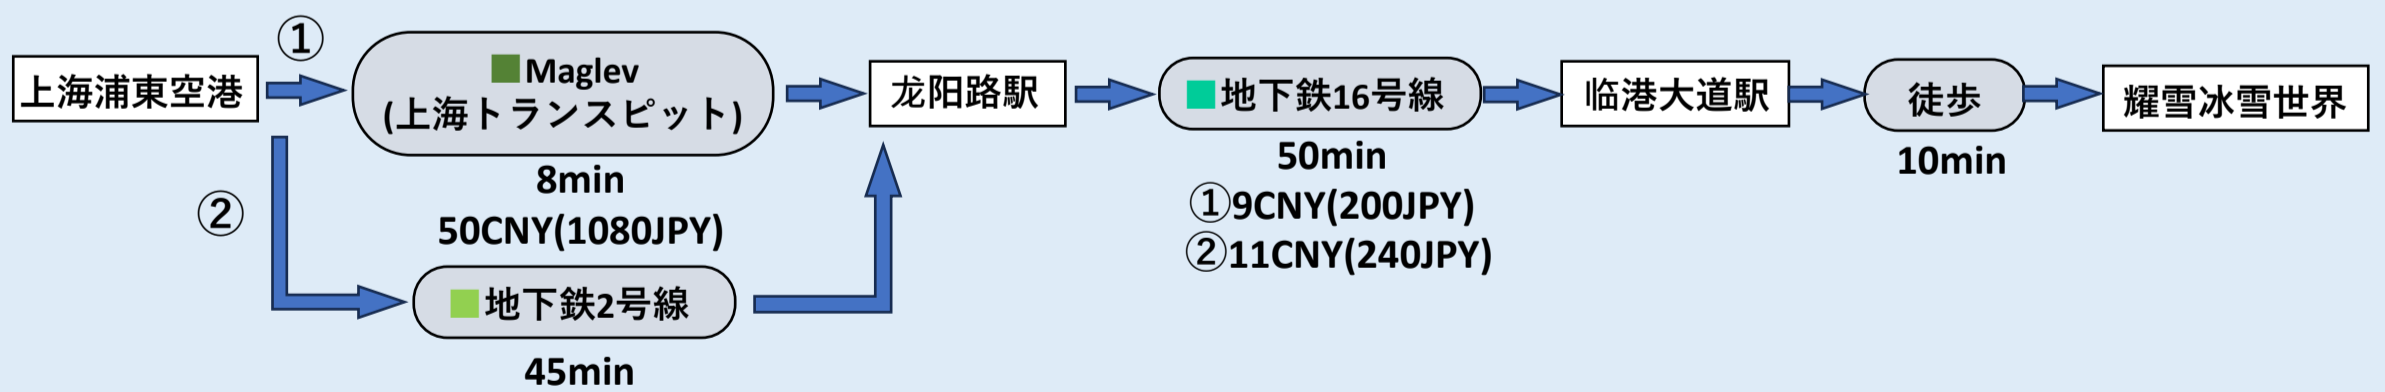 ①
上海浦東空港
Maglev
(上海トランスピット)
8min
50CNY(1080JPY)
②
地下鉄2号線
45min
龙阳路駅
地下鉄16号線
50min
①9CNY(200JPY)
②11CNY(240JPY)
临港大道駅
徒歩
10min
耀雪冰雪世界